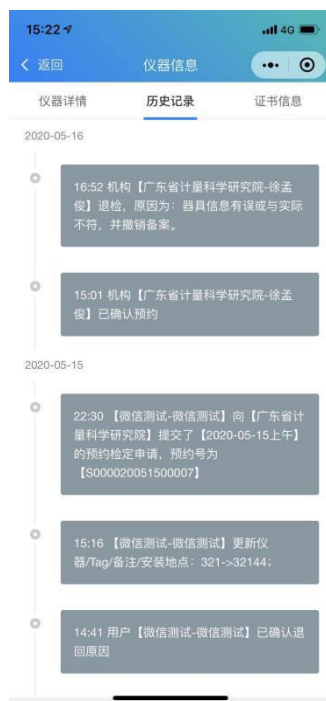 15:22
4G
返回
仪器信息
仪器详情
历史记录
证书信息
2020-05-16
16:52 机构【广东省计量科学研究院-徐孟
俊】退检，原因为：器具信息有误或与实际
不符，并撤销备案。
15:01 机构【广东省计量科学研究院-徐孟
俊】已确认预约
2020-05-15
22:30 【微信测试-微信测试】向【广东省计
量科学研究院】提交了【2020-05-15上午】
的预约检定申请，预约号为
【S000020051500007】
15:16 【微信测试-微信测试】更新仪
器/Tag/备注/安装地点：321->32144；
14:41 用户【微信测试-微信测试】已确认退
回原因